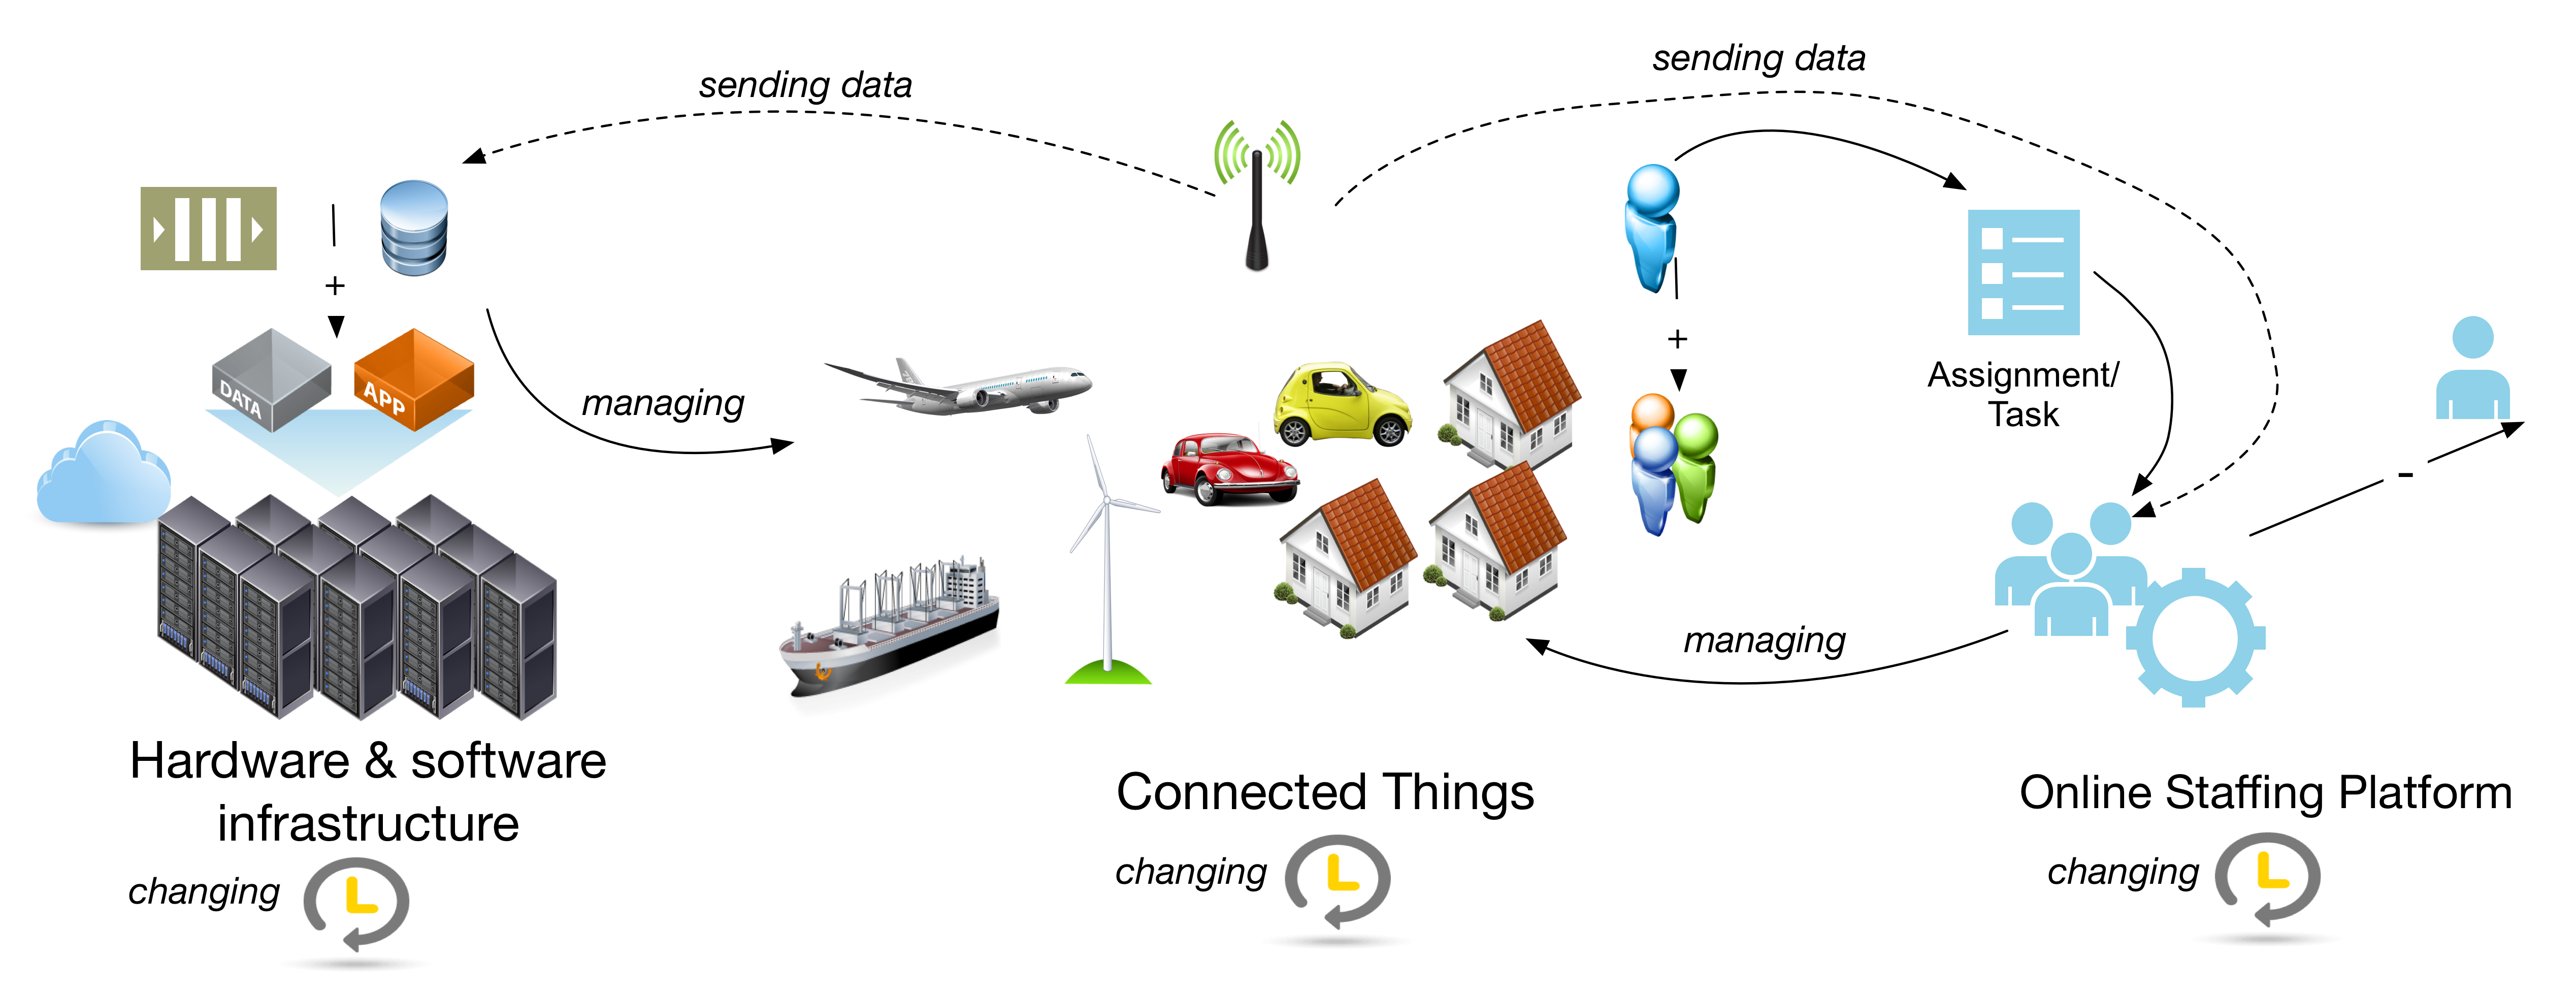 sending data
sending data
+
DATA
APP
managing
+
Assignment/
Task
-
managing
Hardware & software
infrastructure
changing
Connected Things
changing
Online Staffing Platform
changing